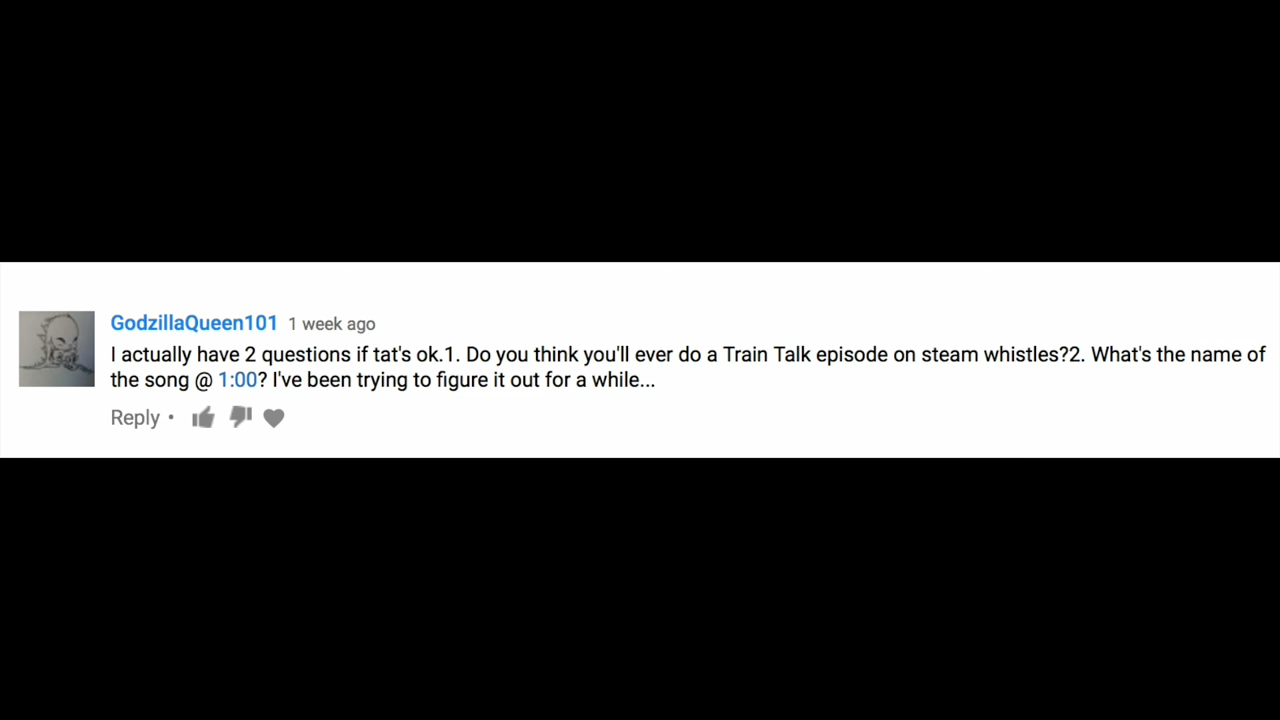 GodzillaQueen101 1 week ago
I actually have 2 questions if tat's ok.1. Do you think you'll ever do a Train Talk episode on steam whistles?2. What's the name of
the song @ 1:00? I've been trying to figure it out for a while...
Reply •